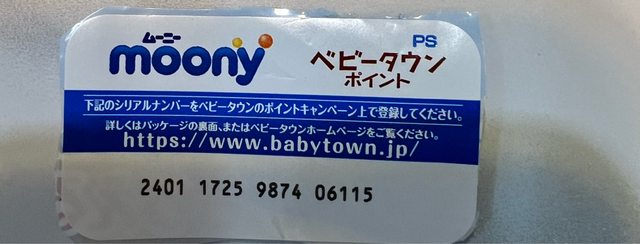 ムーニー
moony
PS
ベビータウン
ポイント
下記のシリアルナンバーをベビータウンのポイントキャンペーン上で登録してください。
詳しくはパッケージの裏面、またはベビータウンホームページをご覧ください。
https://www.babytown.jp/
2401 1725 9874 06115